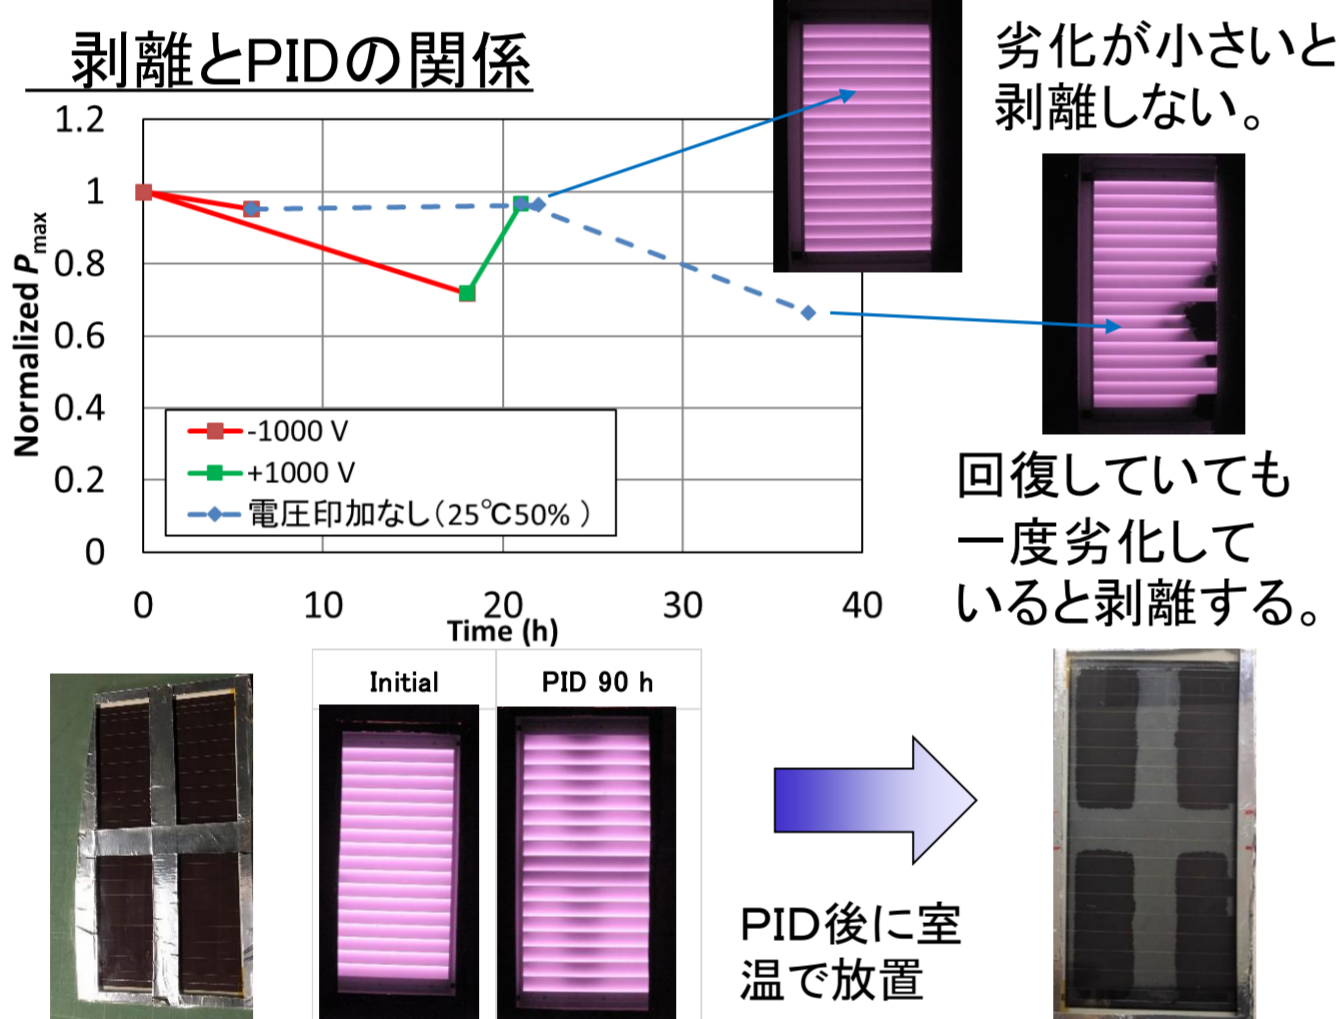 剥離とPIDの関係
劣化が小さいと
剥離しない。
Normalized Pmax
1.2
1
0.8
0.6
0.4
0.2
0
-1000 V
+1000 V
電圧印加なし（25℃50% ）
0 10 20 30 40
Time (h)
回復していても
一度劣化して
いると剥離する。
Initial
PID 90 h
PID後に室
温で放置